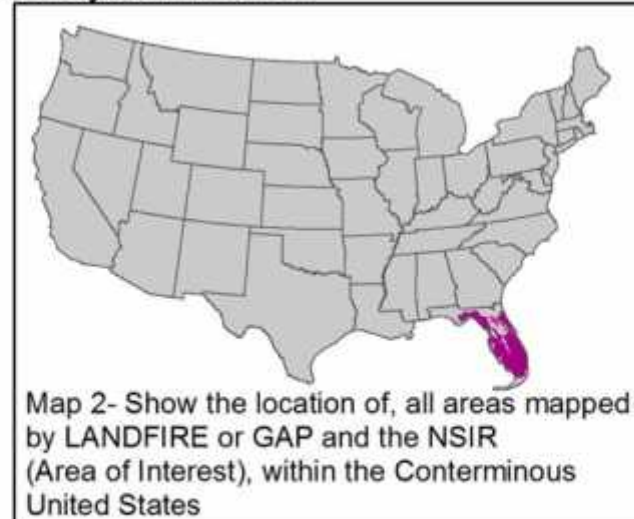 Map 2- Show the location of, all areas mapped
by LANDFIRE or GAP and the NSIR
(Area of Interest), within the Conterminous
United States